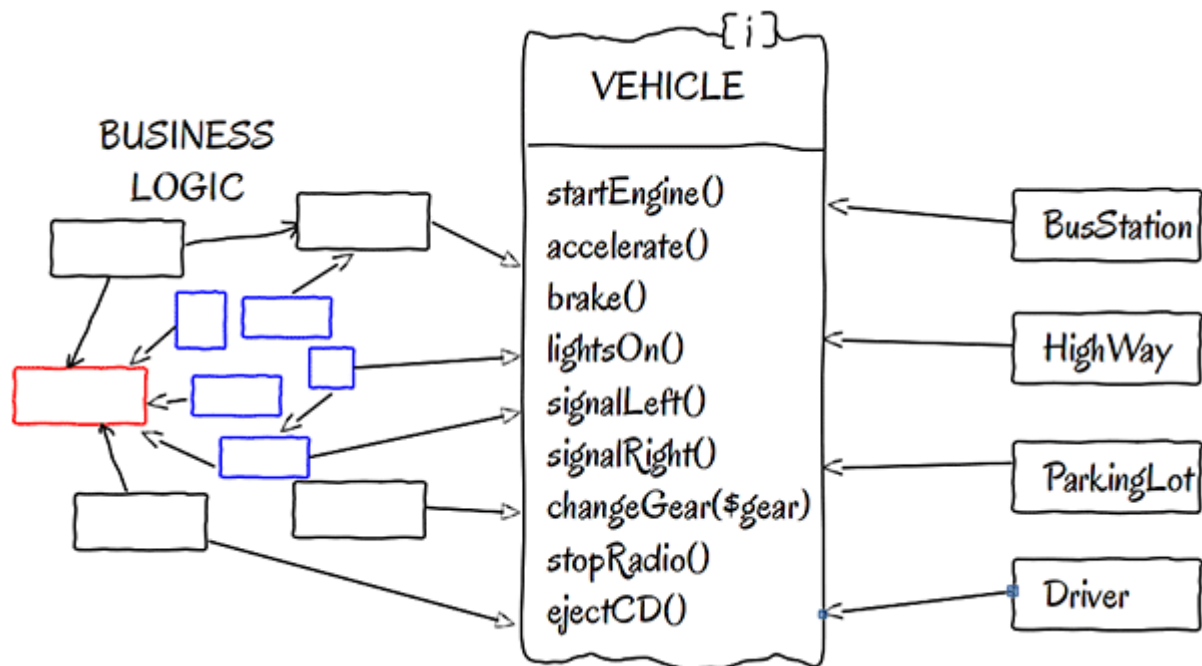 [i]
VEHICLE
BUSINESS
LOGIC
startEngine()
accelerate()
brake()
lightsOn()
signalLeft()
signalRight()
changeGear($gear)
stopRadio()
ejectCD()
BusStation
HighWay
ParkingLot
Driver